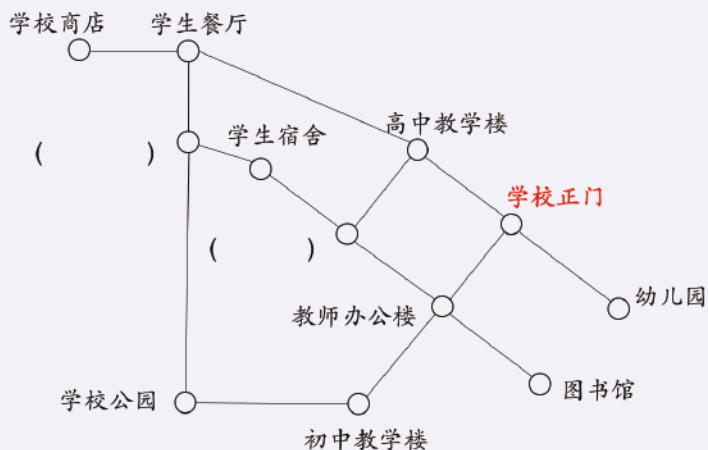 学校商店
学生餐厅
高中教学楼
学生宿舍
(          )
学校正门
(          )
幼儿园
教师办公楼
图书馆
学校公园
初中教学楼